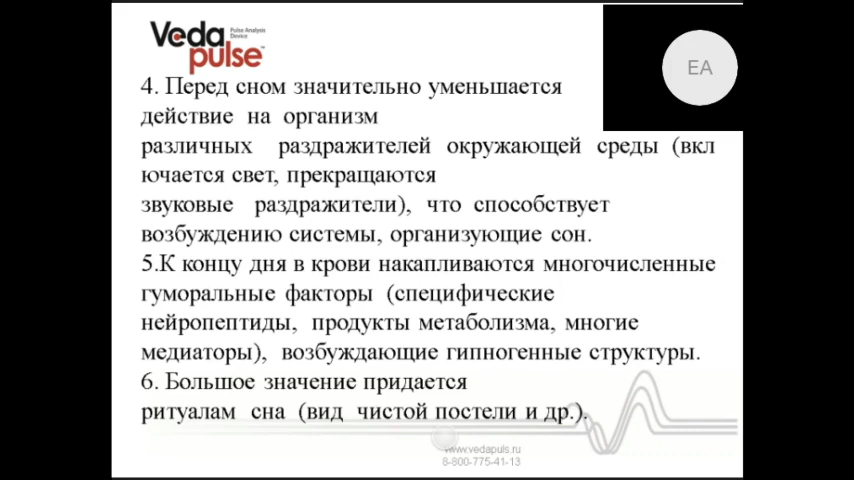 Veda
pulse
Pulse Analysis
Device
EA
4. Перед сном значительно уменьшается
действие на организм
различных раздражителей окружающей среды (вкл
ючается свет, прекращаются
звуковые раздражители), что способствует
возбуждению системы, организующие сон.
5.К концу дня в крови накапливаются многочисленные
гуморальные факторы (специфические
нейропептиды, продукты метаболизма, многие
медиаторы), возбуждающие гипногенные структуры.
6. Большое значение придается
ритуалам сна (вид чистой постели и др.).
www.vedapuls.ru
8-800-775-41-13